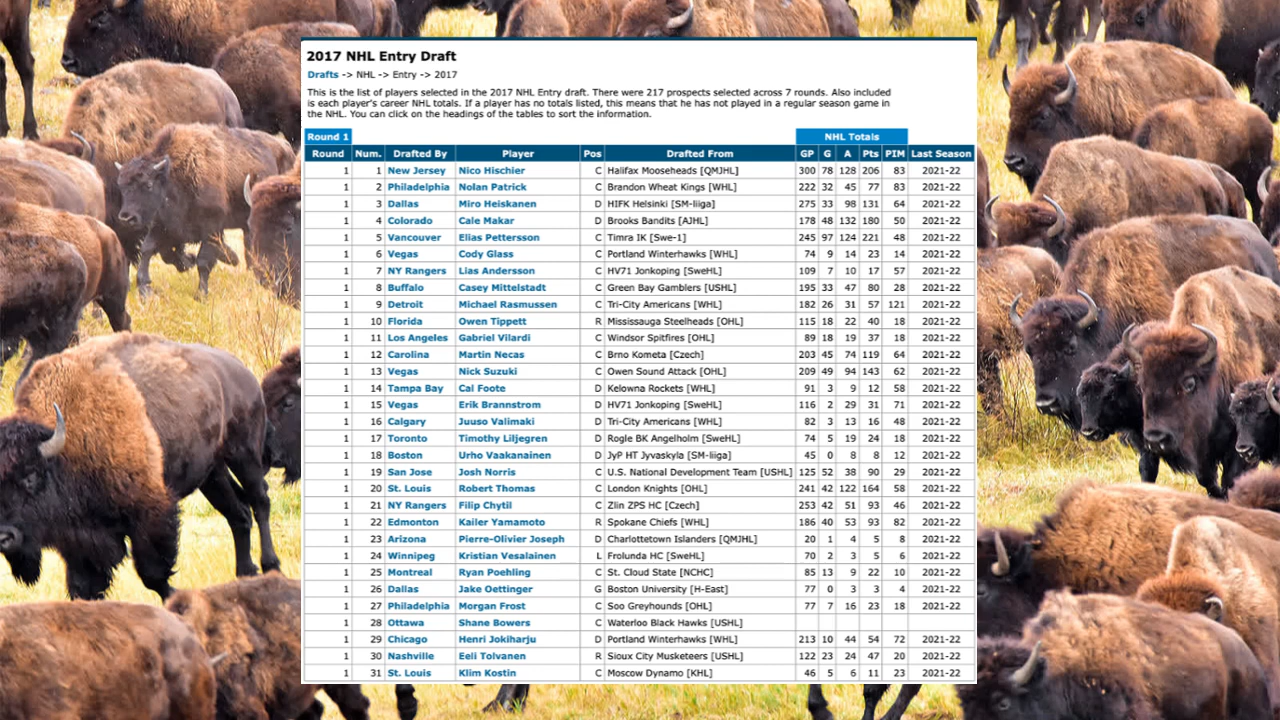 2017 NHL Entry Draft
Drafts -> NHL -> Entry -> 2017
This is the list of players selected in the 2017 NHL Entry draft. There were 217 prospects selected across 7 rounds. Also included
is each player's career NHL totals. If a player has no totals listed, this means that he has not played in a regular season game in
the NHL. You can click on the headings of the tables to sort the information.
Round 1 NHL Totals
Round Num. Drafted By Player Pos Drafted From GP G A Pts PIM Last Season
1 1 New Jersey Nico Hischier C Halifax Mooseheads [QMJHL] 300 78 128 206 83 2021-22
1 2 Philadelphia Nolan Patrick C Brandon Wheat Kings [WHL] 222 32 45 77 83 2021-22
1 3 Dallas Miro Heiskanen D HIFK Helsinki [SM-liiga] 275 33 98 131 64 2021-22
1 4 Colorado Cale Makar D Brooks Bandits [AJHL] 178 48 132 180 50 2021-22
1 5 Vancouver Elias Pettersson C Timra IK [Swe-1] 245 97 124 221 48 2021-22
1 6 Vegas Cody Glass C Portland Winterhawks [WHL] 74 9 14 23 14 2021-22
1 7 NY Rangers Lias Andersson C HV71 Jonkoping [SweHL] 109 7 10 17 57 2021-22
1 8 Buffalo Casey Mittelstadt C Green Bay Gamblers [USHL] 195 33 47 80 28 2021-22
1 9 Detroit Michael Rasmussen C Tri-City Americans [WHL] 182 26 31 57 121 2021-22
1 10 Florida Owen Tippett R Mississauga Steelheads [OHL] 115 18 22 40 18 2021-22
1 11 Los Angeles Gabriel Vilardi C Windsor Spitfires [OHL] 89 18 19 37 18 2021-22
1 12 Carolina Martin Necas C Brno Kometa [Czech] 203 45 74 119 64 2021-22
1 13 Vegas Nick Suzuki C Owen Sound Attack [OHL] 209 49 94 143 62 2021-22
1 14 Tampa Bay Cal Foote D Kelowna Rockets [WHL] 91 3 9 12 58 2021-22
1 15 Vegas Erik Brannstrom D HV71 Jonkoping [SweHL] 116 2 29 31 71 2021-22
1 16 Calgary Juuso Valimaki D Tri-City Americans [WHL] 82 3 13 16 48 2021-22
1 17 Toronto Timothy Liljegren D Rogle BK Angelholm [SweHL] 74 5 19 24 18 2021-22
1 18 Boston Urho Vaakanainen D JyP HT Jyvaskyla [SM-liiga] 45 0 8 8 12 2021-22
1 19 San Jose Josh Norris C U.S. National Development Team [USHL] 125 52 38 90 29 2021-22
1 20 St. Louis Robert Thomas C London Knights [OHL] 241 42 122 164 58 2021-22
1 21 NY Rangers Filip Chytil C Zlin ZPS HC [Czech] 253 42 51 93 46 2021-22
1 22 Edmonton Kailer Yamamoto R Spokane Chiefs [WHL] 186 40 53 93 82 2021-22
1 23 Arizona Pierre-Olivier Joseph D Charlottetown Islanders [QMJHL] 20 1 4 5 8 2021-22
1 24 Winnipeg Kristian Vesalainen L Frolunda HC [SweHL] 70 2 3 5 6 2021-22
1 25 Montreal Ryan Poehling C St. Cloud State [NCHC] 85 13 9 22 10 2021-22
1 26 Dallas Jake Oettinger G Boston University [H-East] 77 0 3 3 4 2021-22
1 27 Philadelphia Morgan Frost C Soo Greyhounds [OHL] 77 7 16 23 18 2021-22
1 28 Ottawa Shane Bowers C Waterloo Black Hawks [USHL]
1 29 Chicago Henri Jokiharju D Portland Winterhawks [WHL] 213 10 44 54 72 2021-22
1 30 Nashville Eeli Tolvanen R Sioux City Musketeers [USHL] 122 23 24 47 20 2021-22
1 31 St. Louis Klim Kostin C Moscow Dynamo [KHL] 46 5 6 11 23 2021-22